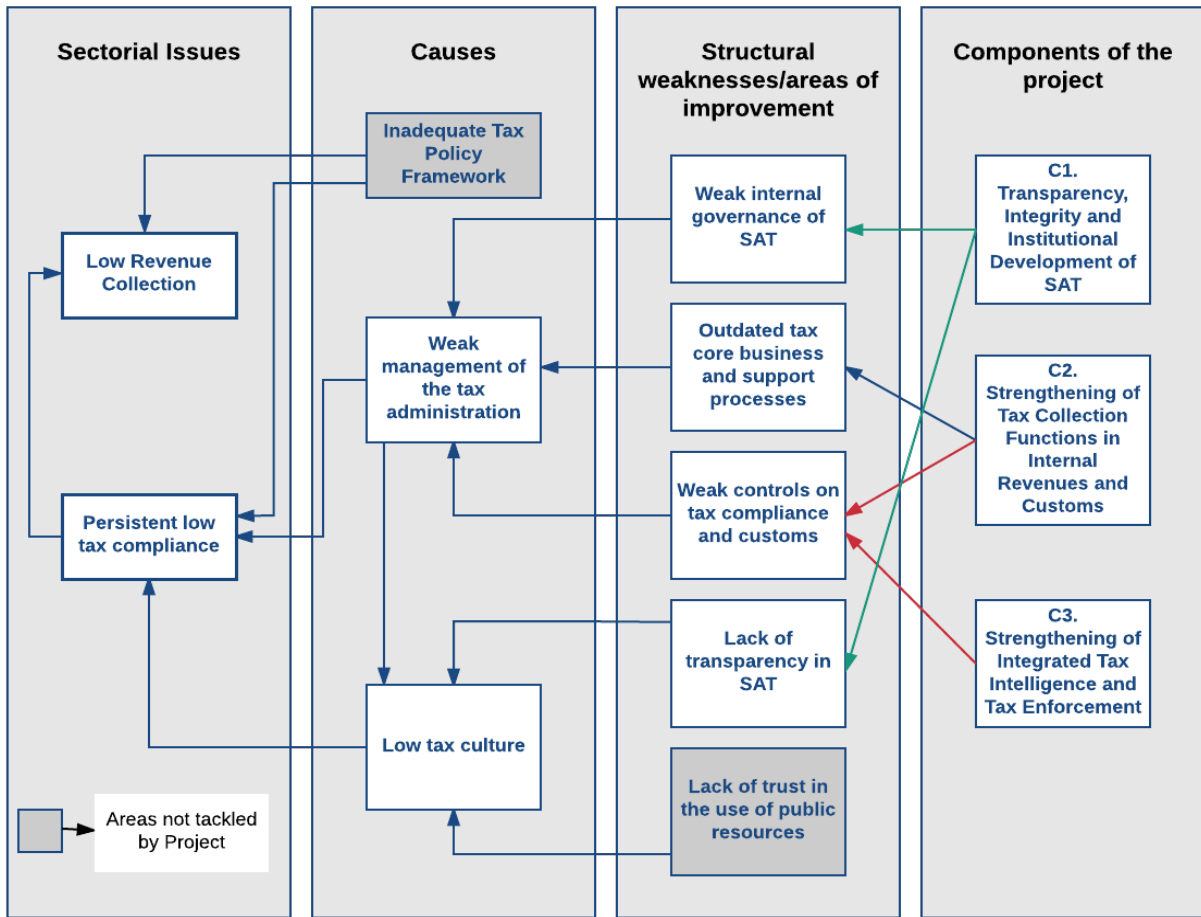 Sectorial Issues
Low Revenue
Collection
Persistent low
tax compliance
Areas not tackled
by Project
Causes
Inadequate Tax
Policy
Framework
Weak
management of
the tax
administration
Low tax culture
Structural
weaknesses/areas of
improvement
Weak internal
governance of
SAT
Outdated tax
core business
and support
processes
Weak controls on
tax compliance
and customs
Lack of
transparency in
SAT
Lack of trust in
the use of public
resources
Components of the
project
C1.
Transparency,
Integrity and
Institutional
Development of
SAT
C2.
Strengthening of
Tax Collection
Functions in
Internal
Revenues and
Customs
C3.
Strengthening of
Integrated Tax
Intelligence and
Tax Enforcement